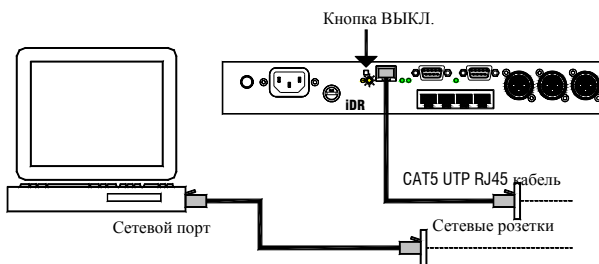 Кнопка ВЫКЛ.
iDR
CAT5 UTP RJ45 кабель
Сетевой порт
Сетевые розетки